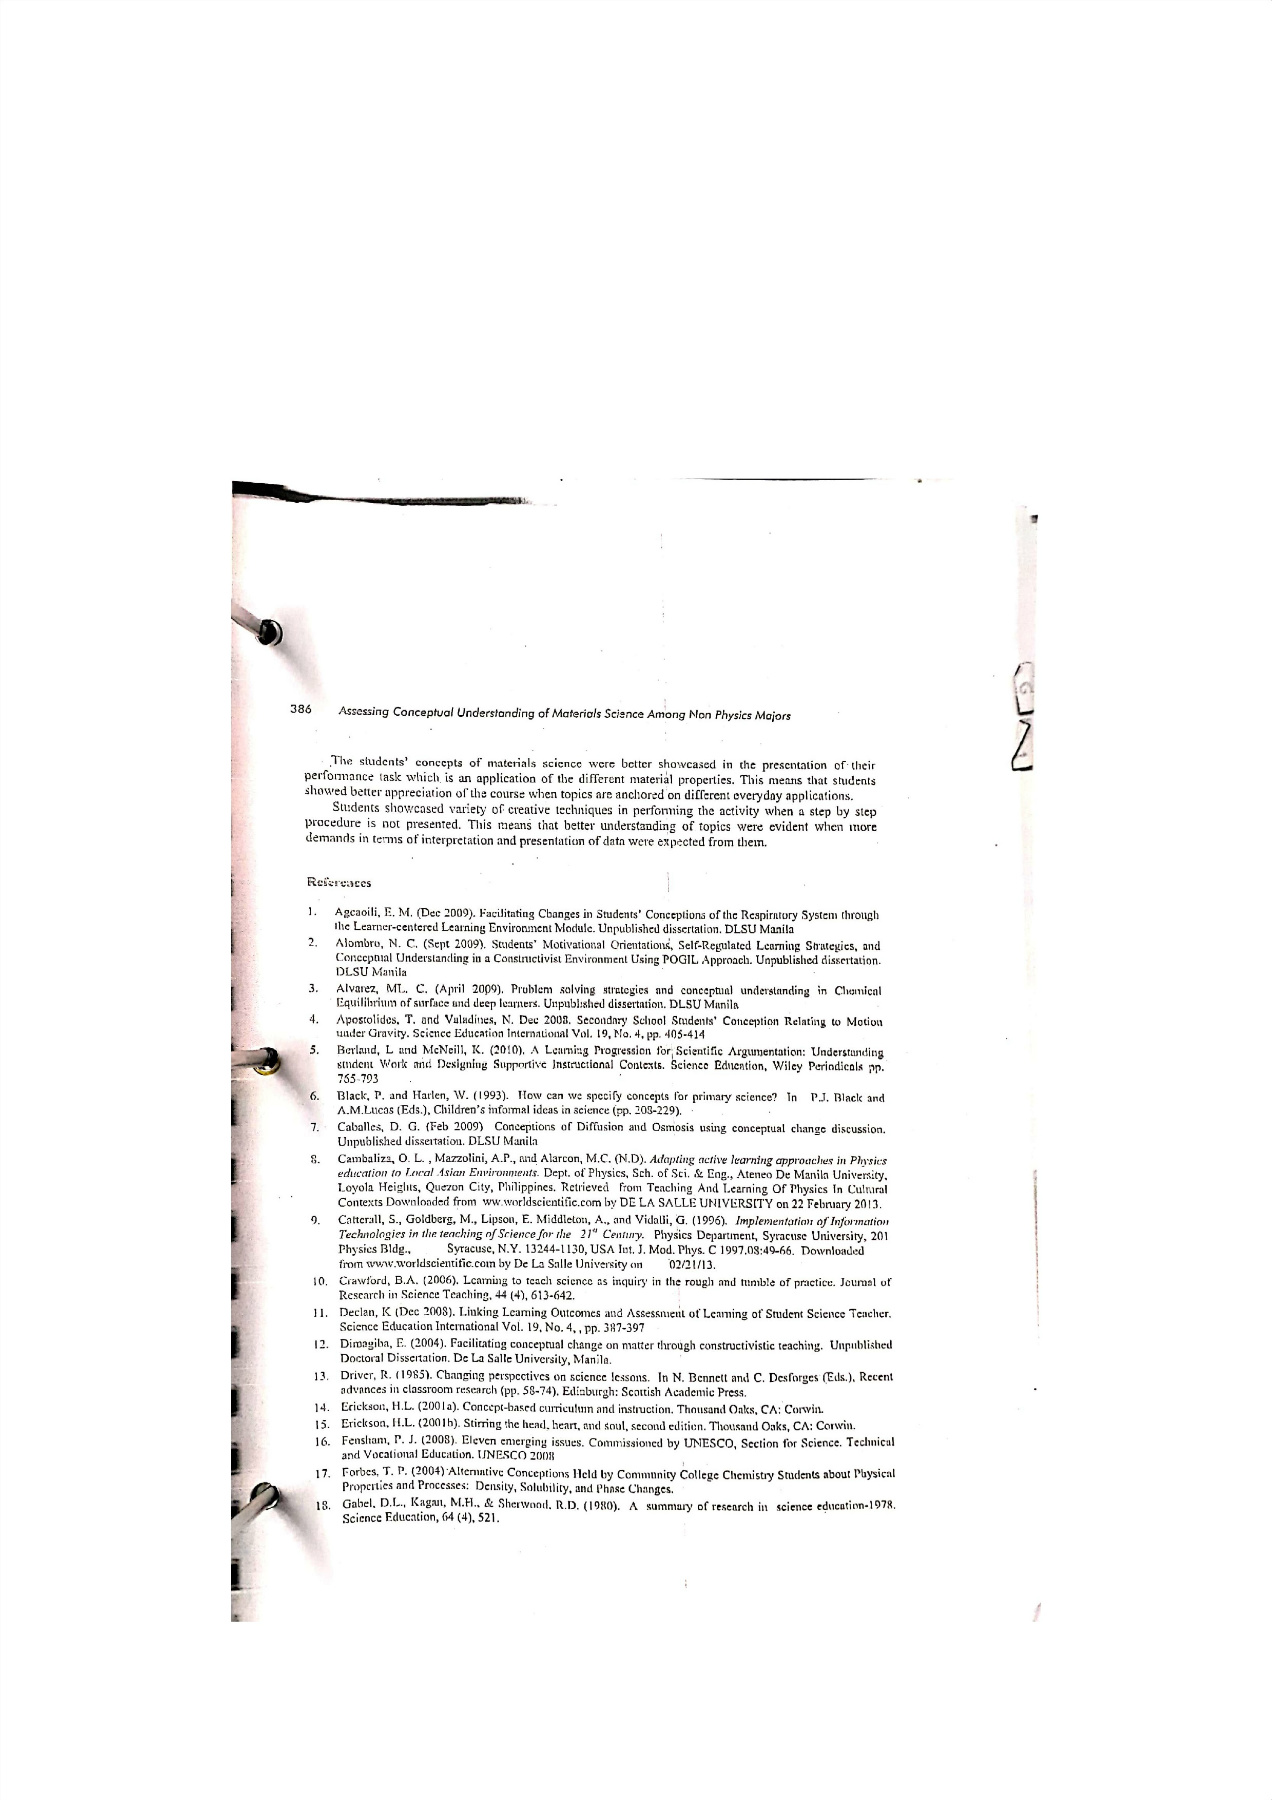 386 Assessing Conceptual Understanding of Materials Science Among Non Physics Majors
The students' concepts of materials science were better showcased in the presentation of their
performance task which is an application of the different material properties. This means that students
showed better appreciation of the course when topics are anchored on different everyday applications.
Students showcased variety of creative techniques in performing the activity when a step by step
procedure is not presented. This means that better understanding of topics were evident when more
demands in terms of interpretation and presentation of data were expected from them.
References
1. Agcaoili, E. M. (Dec 2009). Facilitating Changes in Students' Conceptions of the Respiratory System through
the Learner-centered Learning Environment Module. Unpublished dissertation. DLSU Manila
2. Alombro, N. C. (Sept 2009). Students' Motivational Orientations, Self-Regulated Learning Strategies, and
Conceptual Understanding in a Constructivist Environment Using POGIL Approach. Unpublished dissertation.
DLSU Manila
3. Alvarez, ML. C. (April 2009). Problem solving strategies and conceptual understanding in Chemical
Equilibrium of surface and deep learners. Unpublished dissertation. DLSU Manila
4. Apostolides, T. and Valadines, N. Dec 2008. Secondary School Students' Conception Relating to Motion
under Gravity. Science Education International Vol. 19, No. 4, pp. 405-414
5. Berland, L and McNeill, K. (2010). A Learning Progression for Scientific Argumentation: Understanding
student Work and Designing Supportive Instructional Contexts. Science Education, Wiley Periodicals pp.
765-793
6. Black, P. and Harlen, W. (1993). How can we specify concepts for primary science? In P.J. Black and
A.M.Lucas (Eds.), Children's informal ideas in science (pp. 208-229).
7. Caballes, D. G. (Feb 2009) Conceptions of Diffusion and Osmosis using conceptual change discussion.
Unpublished dissertation. DLSU Manila
8. Cambaliza, O. L. , Mazzolini, A.P., and Alarcon, M.C. (N.D). Adapting active learning approaches in Physics
education to Local Asian Environments. Dept. of Physics, Sch. of Sci. & Eng., Ateneo De Manila University,
Loyola Heights, Quezon City, Philippines. Retrieved from Teaching And Learning Of Physics In Cultural
Contexts Downloaded from ww.worldscientific.com by DE LA SALLE UNIVERSITY on 22 February 2013.
9. Catterall, S., Goldberg, M., Lipson, E. Middleton, A., and Vidalli, G. (1996). Implementation of Information
Technologies in the teaching of Science for the 21st Century. Physics Department, Syracuse University, 201
Physics Bldg., Syracuse, N.Y. 13244-1130, USA Int. J. Mod. Phys. C 1997.08:49-66. Downloaded
from www.worldscientific.com by De La Salle University on 02/21/13.
10. Crawford, B.A. (2006). Learning to teach science as inquiry in the rough and tumble of practice. Journal of
Research in Science Teaching, 44 (4), 613-642.
11. Declan, K (Dec 2008). Linking Learning Outcomes and Assessment of Learning of Student Science Teacher.
Science Education International Vol. 19, No. 4, , pp. 387-397
12. Dimagiba, E. (2004). Facilitating conceptual change on matter through constructivistic teaching. Unpublished
Doctoral Dissertation. De La Salle University, Manila.
13. Driver, R. (1985). Changing perspectives on science lessons. In N. Bennett and C. Desforges (Eds.), Recent
advances in classroom research (pp. 58-74). Edinburgh: Scottish Academic Press.
14. Erickson, H.L. (2001a). Concept-based curriculum and instruction. Thousand Oaks, CA: Corwin.
15. Erickson, H.L. (2001b). Stirring the head, heart, and soul, second edition. Thousand Oaks, CA: Corwin.
16. Fensham, P. J. (2008). Eleven emerging issues. Commissioned by UNESCO, Section for Science. Technical
and Vocational Education. UNESCO 2008
17. Forbes, T. P. (2004) Alternative Conceptions Held by Community College Chemistry Students about Physical
Properties and Processes: Density, Solubility, and Phase Changes.
18. Gabel, D.L., Kagan, M.H., & Sherwood, R.D. (1980). A summary of research in science education-1978.
Science Education, 64 (4), 521.